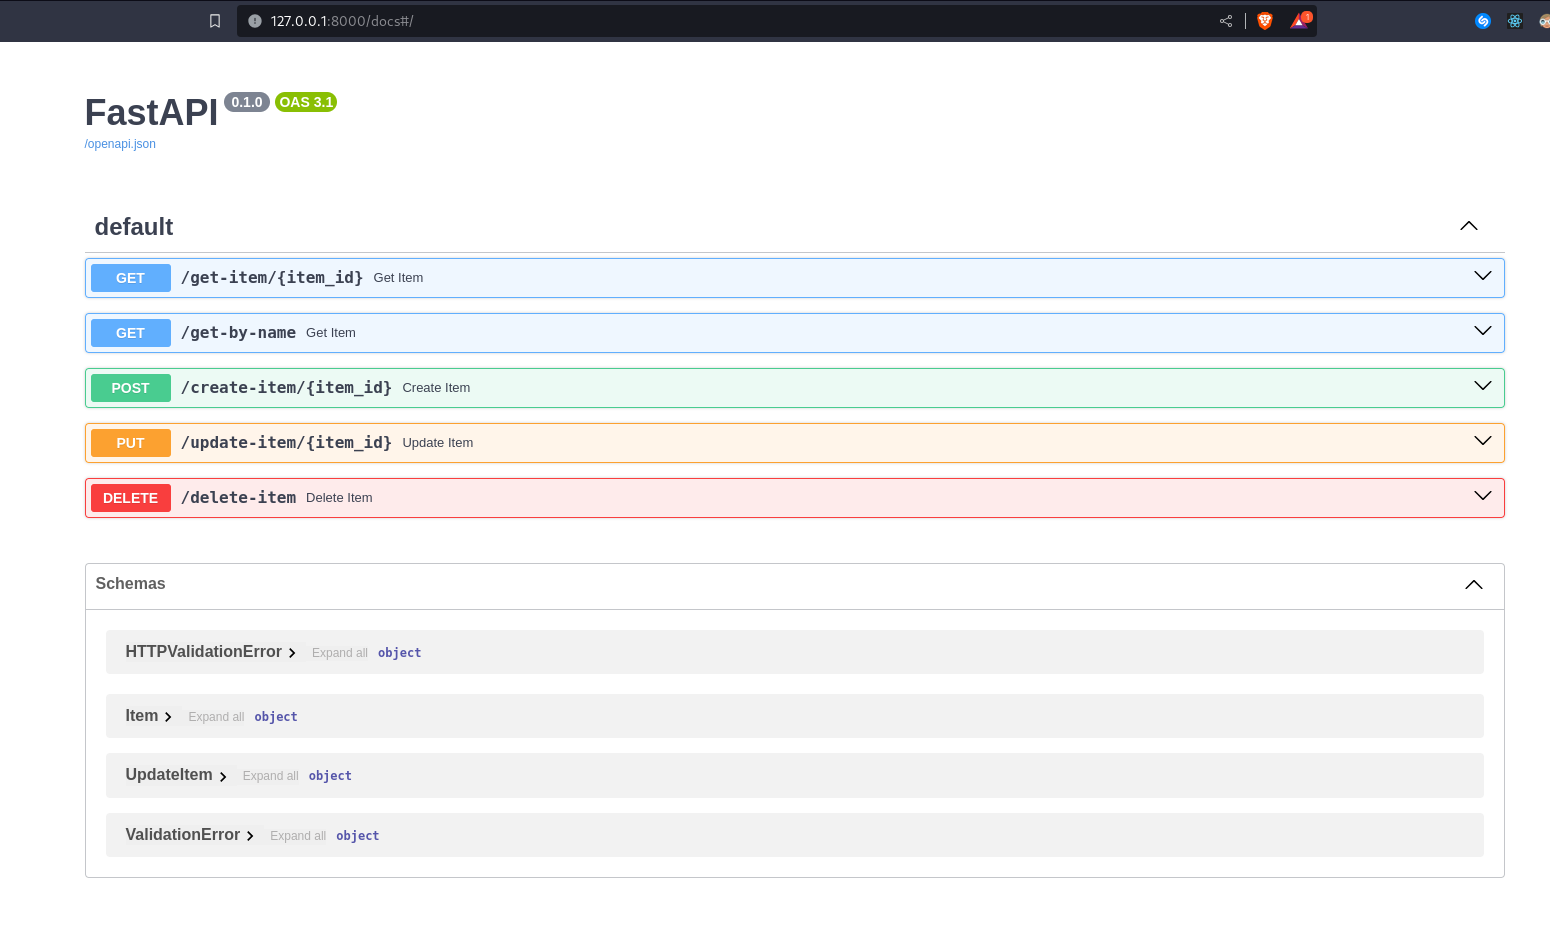 127.0.0.1:8000/docs#/
1
FastAPI 0.1.0 OAS 3.1
/openapi.json
default
GET /get-item/{item_id} Get Item
GET /get-by-name Get Item
POST /create-item/{item_id} Create Item
PUT /update-item/{item_id} Update Item
DELETE /delete-item Delete Item
Schemas
HTTPValidationError Expand all object
Item Expand all object
UpdateItem Expand all object
ValidationError Expand all object